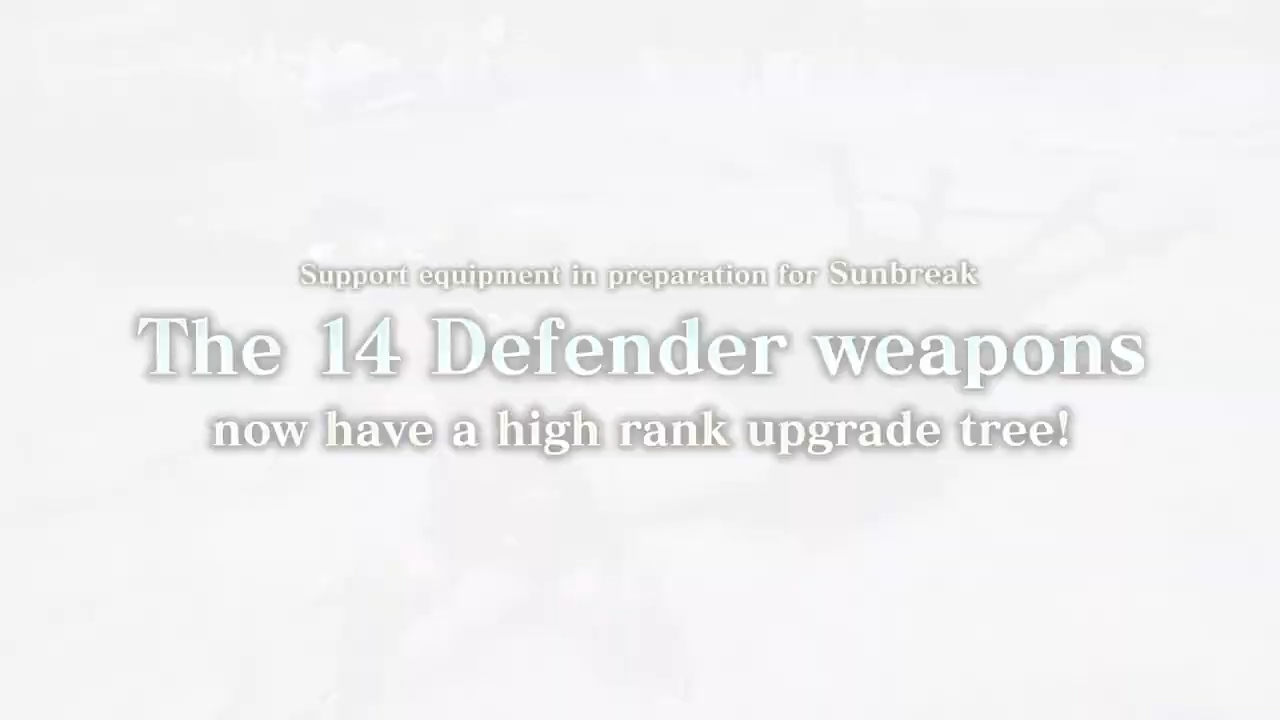 Support equipment in preparation for Sunbreak
The 14 Defender weapons
now have a high rank upgrade tree!